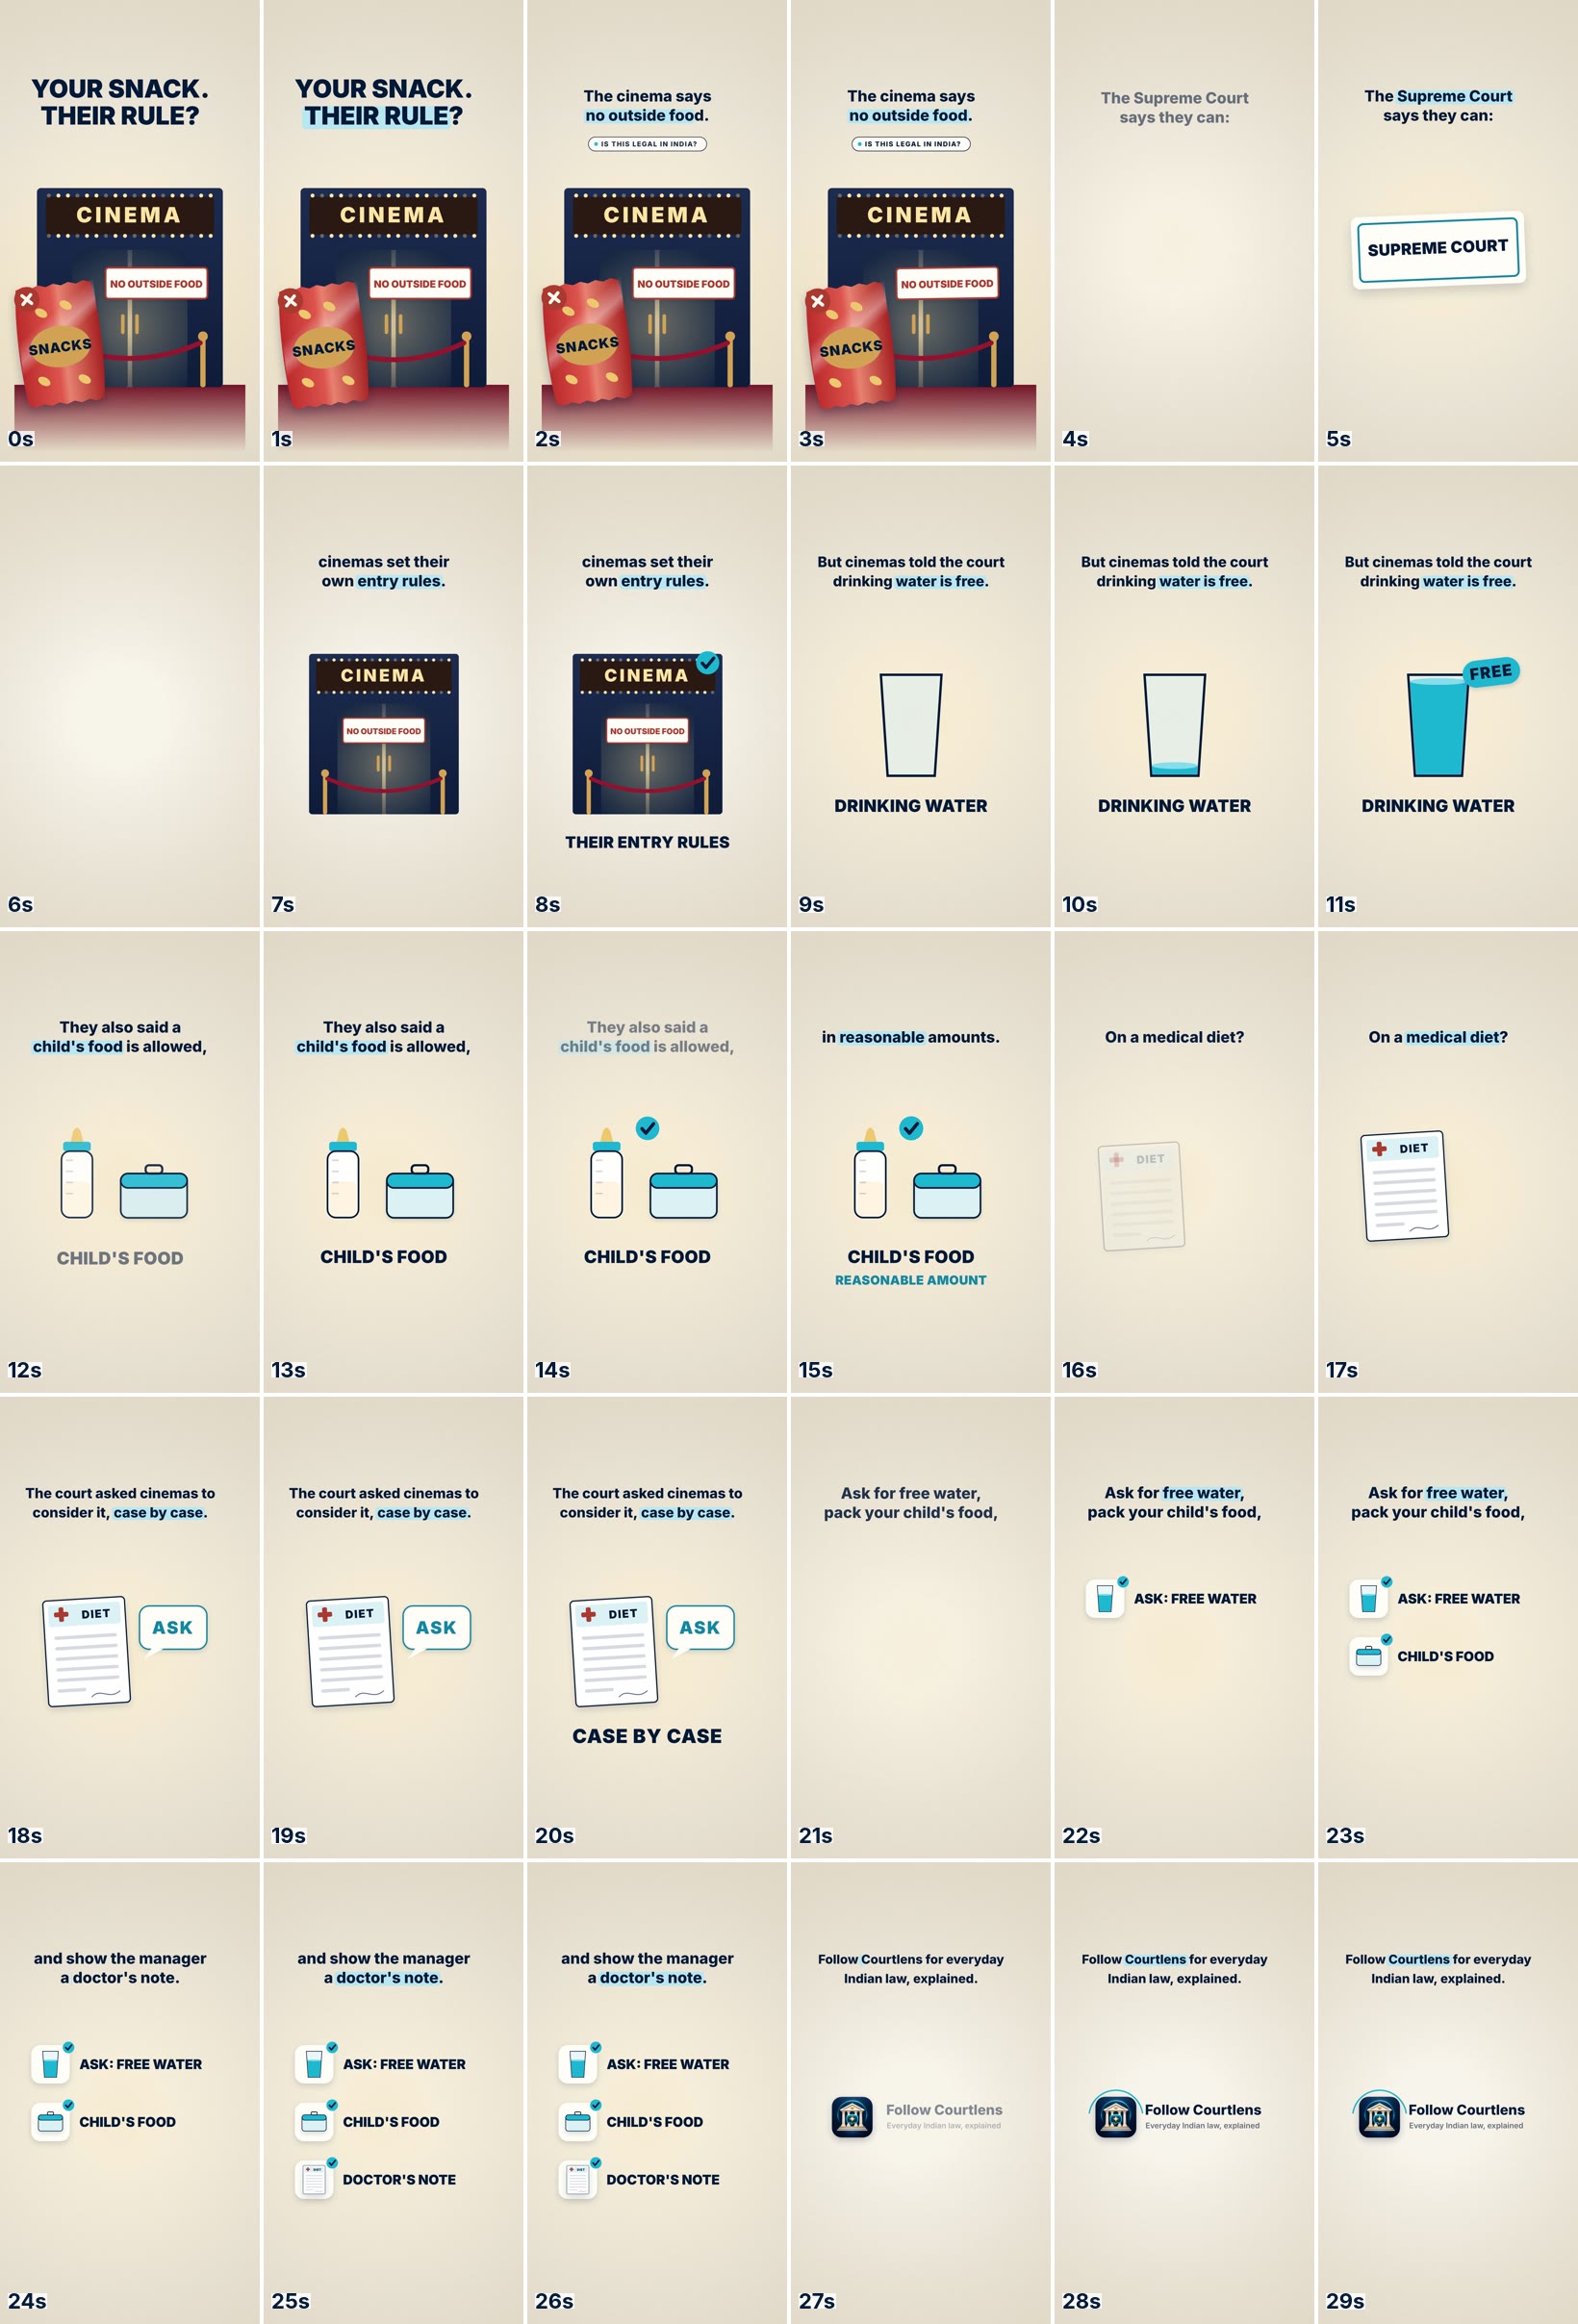 YOUR SNACK.
THEIR RULE?
CINEMA
NO OUTSIDE FOOD
SNACKS
0s
YOUR SNACK.
THEIR RULE?
CINEMA
NO OUTSIDE FOOD
SNACKS
1s
The cinema says
no outside food.
IS THIS LEGAL IN INDIA?
CINEMA
NO OUTSIDE FOOD
SNACKS
2s
The cinema says
no outside food.
IS THIS LEGAL IN INDIA?
CINEMA
NO OUTSIDE FOOD
SNACKS
3s
The Supreme Court
says they can:
4s
The Supreme Court
says they can:
SUPREME COURT
5s
6s
cinemas set their
own entry rules.
CINEMA
NO OUTSIDE FOOD
7s
cinemas set their
own entry rules.
CINEMA
NO OUTSIDE FOOD
THEIR ENTRY RULES
8s
But cinemas told the court
drinking water is free.
DRINKING WATER
9s
But cinemas told the court
drinking water is free.
DRINKING WATER
10s
But cinemas told the court
drinking water is free.
FREE
DRINKING WATER
11s
They also said a
child's food is allowed,
CHILD'S FOOD
12s
They also said a
child's food is allowed,
CHILD'S FOOD
13s
They also said a
child's food is allowed,
CHILD'S FOOD
14s
in reasonable amounts.
CHILD'S FOOD
REASONABLE AMOUNT
15s
On a medical diet?
DIET
16s
On a medical diet?
DIET
17s
The court asked cinemas to
consider it, case by case.
DIET
ASK
18s
The court asked cinemas to
consider it, case by case.
DIET
ASK
19s
The court asked cinemas to
consider it, case by case.
DIET
ASK
CASE BY CASE
20s
Ask for free water,
pack your child's food,
21s
Ask for free water,
pack your child's food,
ASK: FREE WATER
22s
Ask for free water,
pack your child's food,
ASK: FREE WATER
CHILD'S FOOD
23s
and show the manager
a doctor's note.
ASK: FREE WATER
CHILD'S FOOD
24s
and show the manager
a doctor's note.
ASK: FREE WATER
CHILD'S FOOD
DIET
DOCTOR'S NOTE
25s
and show the manager
a doctor's note.
ASK: FREE WATER
CHILD'S FOOD
DIET
DOCTOR'S NOTE
26s
Follow Courtlens for everyday
Indian law, explained.
Follow Courtlens
Everyday Indian law, explained
27s
Follow Courtlens for everyday
Indian law, explained.
Follow Courtlens
Everyday Indian law, explained
28s
Follow Courtlens for everyday
Indian law, explained.
Follow Courtlens
Everyday Indian law, explained
29s